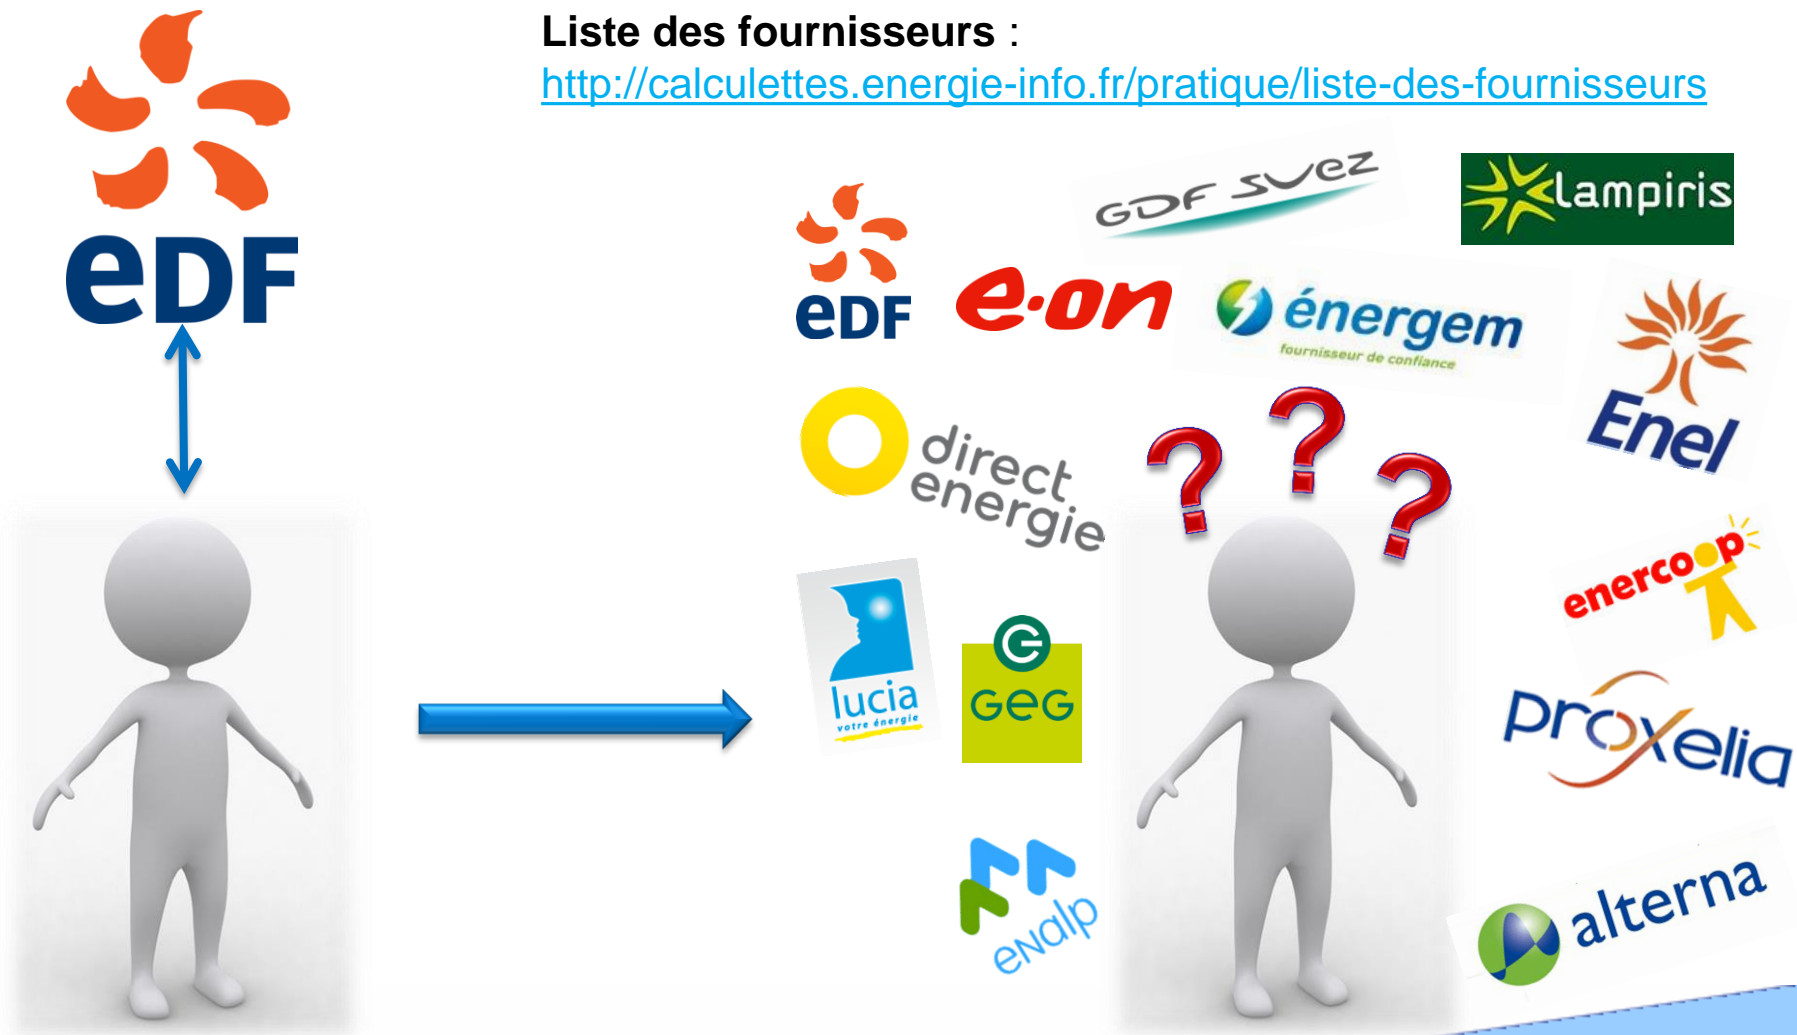 Liste des fournisseurs :
http://calculettes.energie-info.fr/pratique/liste-des-fournisseurs
eDF
GDF SUEZ
lampiris
eDF
e·on
énergem
fournisseur de confiance
Enel
direct
energie
? ? ?
enercoop
lucia
votre énergie
GEG
proxelia
eNalp
alterna